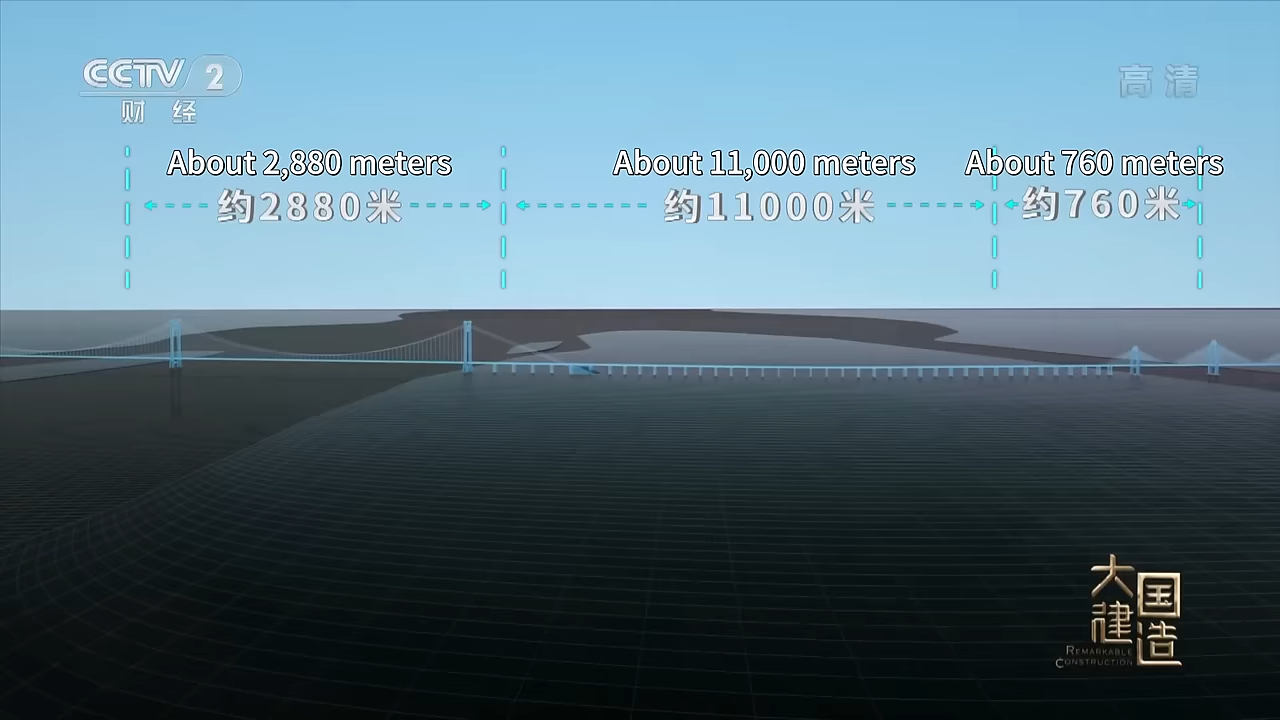 CCTV 2
财 经
高清
About 2,880 meters
About 11,000 meters
About 760 meters
约2880米
约11000米
约760米
大国
建造
REMARKABLE
CONSTRUCTION